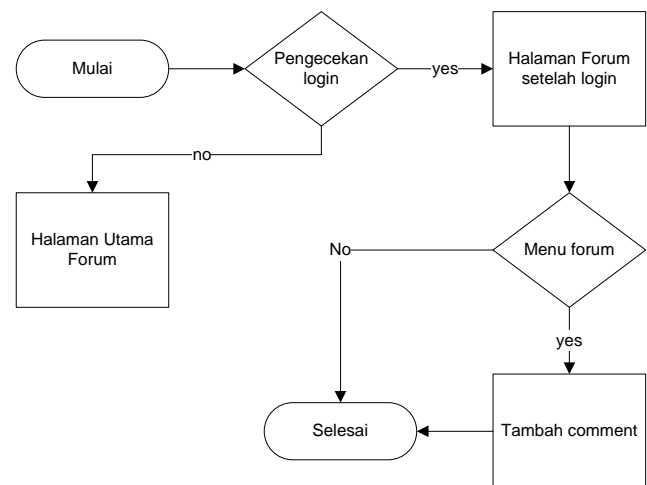 Mulai
Pengecekan
login
yes
Halaman Forum
setelah login
no
Halaman Utama
Forum
No
Menu forum
yes
Selesai
Tambah comment